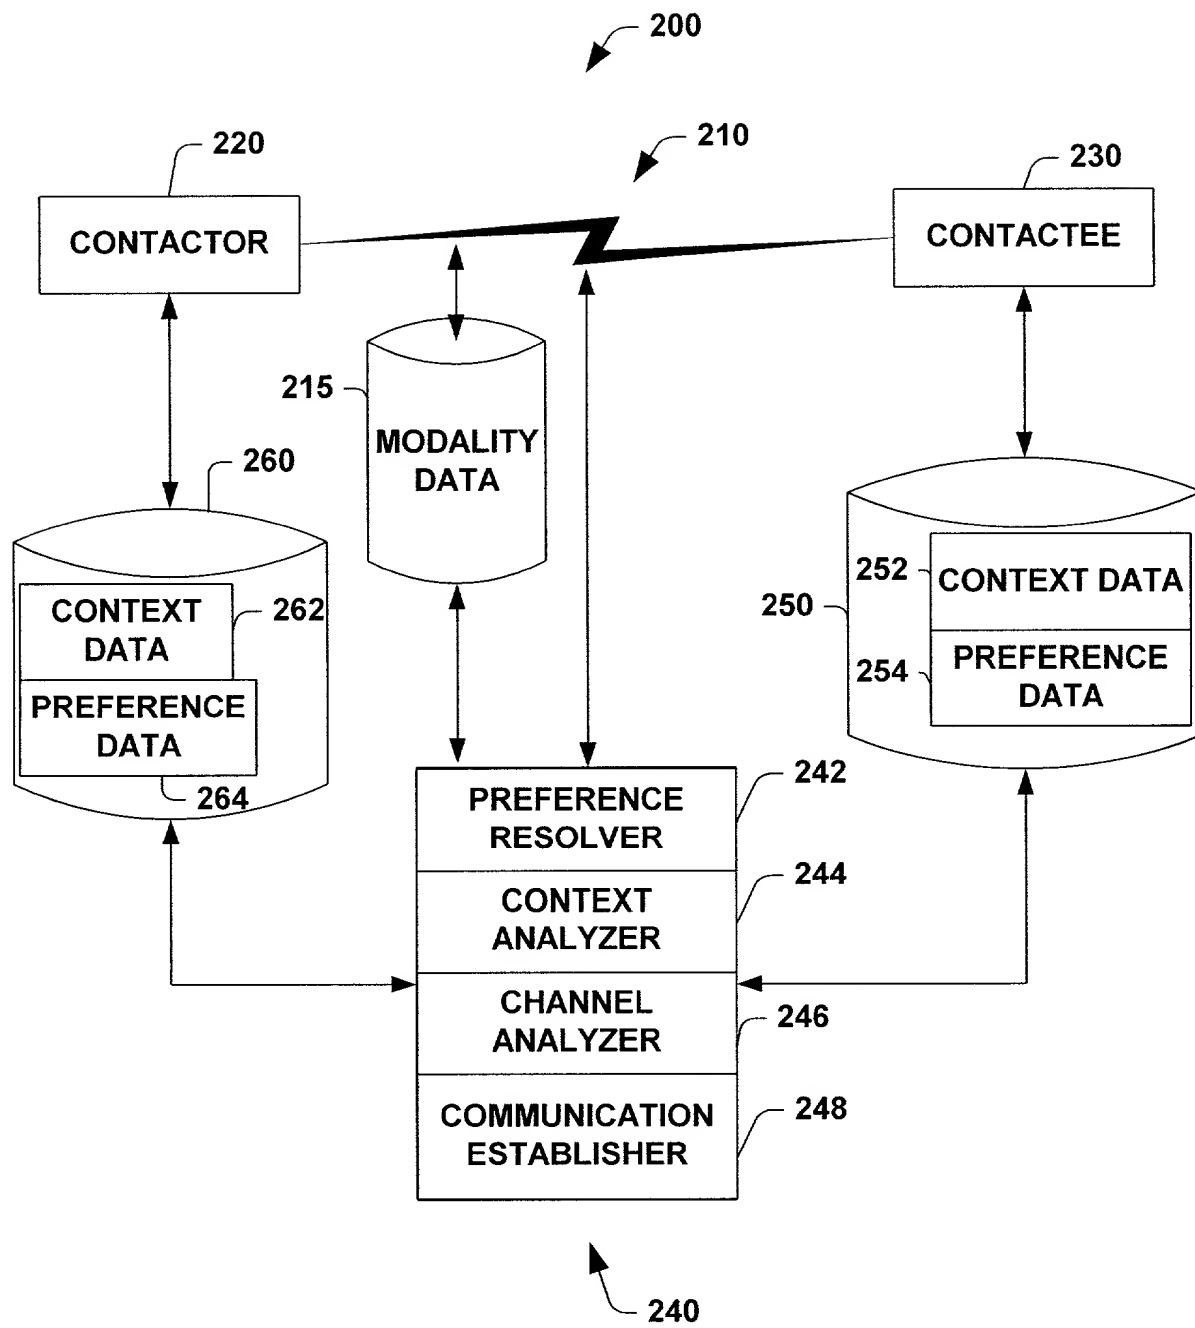 200
210
220
230
CONTACTOR
CONTACTEE
215
MODALITY
DATA
260
CONTEXT
DATA
262
PREFERENCE
DATA
264
250
252
CONTEXT DATA
254
PREFERENCE
DATA
PREFERENCE
RESOLVER
242
CONTEXT
ANALYZER
244
CHANNEL
ANALYZER
246
COMMUNICATION
ESTABLISHER
248
240